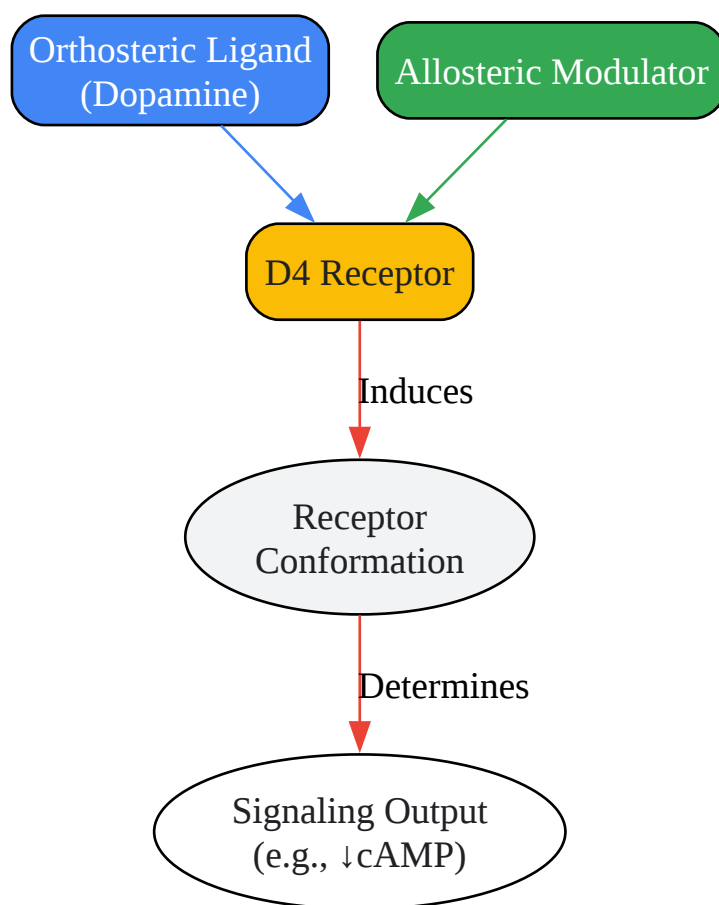 Orthosteric Ligand
(Dopamine)
Allosteric Modulator
D4 Receptor
Induces
Receptor
Conformation
Determines
Signaling Output
(e.g., ↓cAMP)